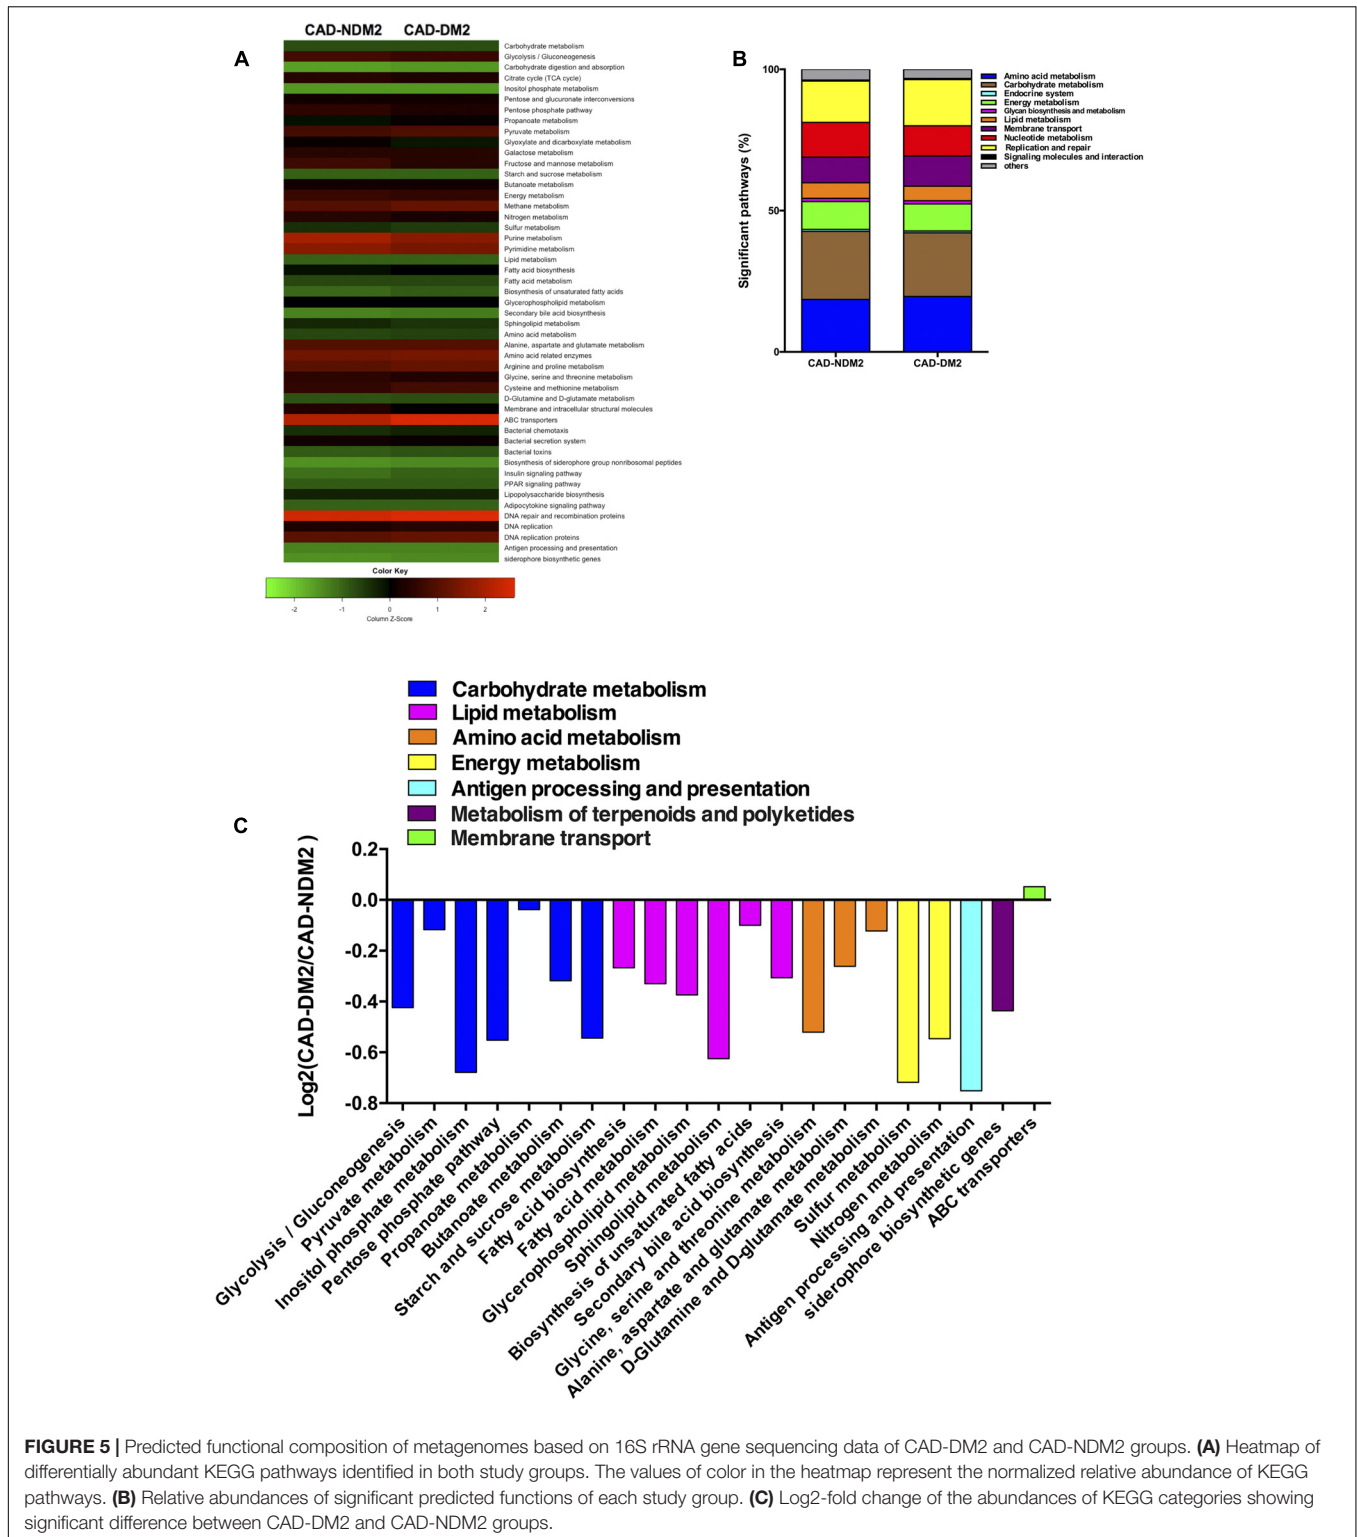 A
CAD-NDM2 CAD-DM2
Carbohydrate metabolism
Glycolysis / Gluconeogenesis
Carbohydrate digestion and absorption
Citrate cycle (TCA cycle)
Inositol phosphate metabolism
Pentose and glucuronate interconversions
Pentose phosphate pathway
Propanoate metabolism
Pyruvate metabolism
Glyoxylate and dicarboxylate metabolism
Galactose metabolism
Fructose and mannose metabolism
Starch and sucrose metabolism
Butanoate metabolism
Energy metabolism
Methane metabolism
Nitrogen metabolism
Sulfur metabolism
Purine metabolism
Pyrimidine metabolism
Lipid metabolism
Fatty acid biosynthesis
Fatty acid metabolism
Biosynthesis of unsaturated fatty acids
Glycerophospholipid metabolism
Secondary bile acid biosynthesis
Sphingolipid metabolism
Amino acid metabolism
Alanine, aspartate and glutamate metabolism
Amino acid related enzymes
Arginine and proline metabolism
Glycine, serine and threonine metabolism
Cysteine and methionine metabolism
D-Glutamine and D-glutamate metabolism
Membrane and intracellular structural molecules
ABC transporters
Bacterial chemotaxis
Bacterial secretion system
Bacterial toxins
Biosynthesis of siderophore group nonribosomal peptides
Insulin signaling pathway
PPAR signaling pathway
Lipopolysaccharide biosynthesis
Adipocytokine signaling pathway
DNA repair and recombination proteins
DNA replication
DNA replication proteins
Antigen processing and presentation
siderophore biosynthetic genes
Color Key
-2 -1 0 1 2
Column Z-Score
B
Significant pathways (%)
100
50
0
CAD-NDM2 CAD-DM2
Amino acid metabolism
Carbohydrate metabolism
Endocrine system
Energy metabolism
Glycan biosynthesis and metabolism
Lipid metabolism
Membrane transport
Nucleotide metabolism
Replication and repair
Signaling molecules and interaction
others
C
Carbohydrate metabolism
Lipid metabolism
Amino acid metabolism
Energy metabolism
Antigen processing and presentation
Metabolism of terpenoids and polyketides
Membrane transport
Log2(CAD-DM2/CAD-NDM2 )
0.2
0.0
-0.2
-0.4
-0.6
-0.8
Glycolysis / Gluconeogenesis
Pyruvate metabolism
Inositol phosphate metabolism
Pentose phosphate pathway
Propanoate metabolism
Butanoate metabolism
Starch and sucrose metabolism
Fatty acid biosynthesis
Fatty acid metabolism
Glycerophospholipid metabolism
Sphingolipid metabolism
Biosynthesis of unsaturated fatty acids
Secondary bile acid biosynthesis
Glycine, serine and threonine metabolism
Alanine, aspartate and glutamate metabolism
D-Glutamine and D-glutamate metabolism
Sulfur metabolism
Nitrogen metabolism
Antigen processing and presentation
siderophore biosynthetic genes
ABC transporters
FIGURE 5 | Predicted functional composition of metagenomes based on 16S rRNA gene sequencing data of CAD-DM2 and CAD-NDM2 groups. (A) Heatmap of
differentially abundant KEGG pathways identified in both study groups. The values of color in the heatmap represent the normalized relative abundance of KEGG
pathways. (B) Relative abundances of significant predicted functions of each study group. (C) Log2-fold change of the abundances of KEGG categories showing
significant difference between CAD-DM2 and CAD-NDM2 groups.